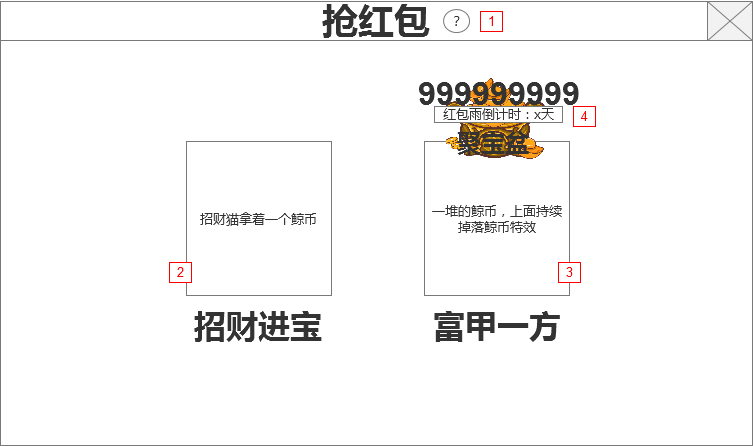 抢红包 ? 1
999999999
红包雨倒计时：x天 4
聚宝盆
招财猫拿着一个鲸币
一堆的鲸币，上面持续
掉落鲸币特效
2
3
招财进宝
富甲一方